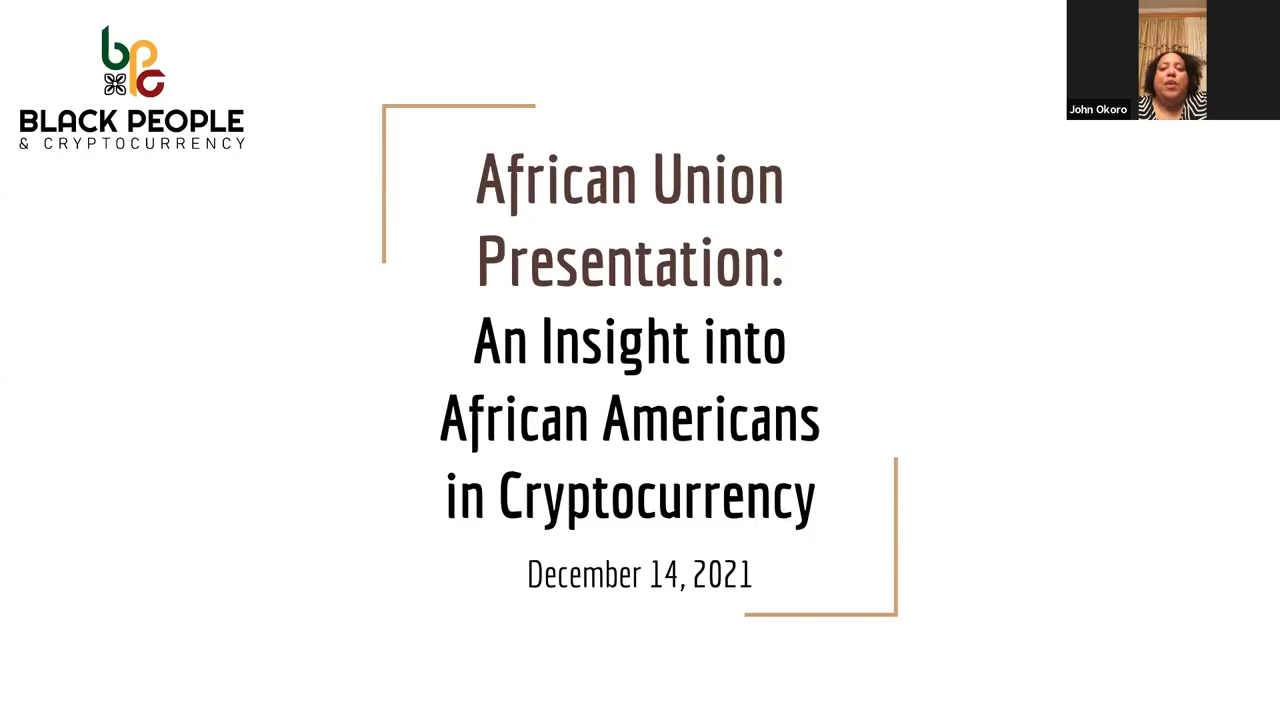 bpc
BLACK PEOPLE
& CRYPTOCURRENCY
John Okoro
African Union
Presentation:
An Insight into
African Americans
in Cryptocurrency
December 14, 2021